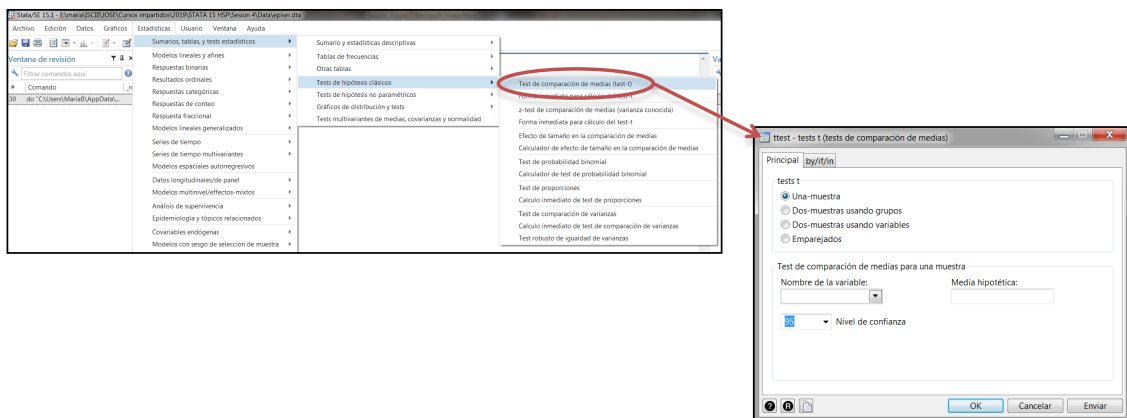 Stata/SE 15.1 - E:\maria\ISCIII\IOSE\Cursos impartidos\2019\STATA 15 HSP\Sesion 4\Data\episer.dta
Archivo Edición Datos Gráficos Estadísticas Usuario Ventana Ayuda
Ventana de revisión
Filtrar comandos aquí
# Comando _rc
30 do "C:\Users\MariaB\AppData\...
Sumarios, tablas, y tests estadísticos
Modelos lineales y afines
Respuestas binarias
Resultados ordinales
Respuestas categóricas
Respuestas de conteo
Respuesta fraccional
Modelos lineales generalizados
Series de tiempo
Series de tiempo multivariantes
Modelos espaciales autorregresivos
Datos longitudinales/de panel
Modelos multinivel/effectos-mixtos
Análisis de supervivencia
Epidemiología y tópicos relacionados
Covariables endógenas
Modelos con sesgo de selección de muestra
Sumario y estadísticas descriptivas
Tablas de frecuencias
Otras tablas
Tests de hipótesis clásicos
Tests de hipótesis no paramétricos
Gráficos de distribución y tests
Tests multivariantes de medias, covarianzas y normalidad
Test de comparación de medias (test-t)
Forma inmediata para cálculo del test-t
z-test de comparación de medias (varianza conocida)
Forma inmediata para cálculo del test-t
Efecto de tamaño en la comparación de medias
Calculador de efecto de tamaño en la comparación de medias
Test de probabilidad binomial
Calculador de test de probabilidad binomial
Test de proporciones
Calculo inmediato de test de proporciones
Test de comparación de varianzas
Calculo inmediato de test de comparación de varianzas
Test robusto de igualdad de varianzas
Va
ttest - tests t (tests de comparación de medias)
Principal by/if/in
tests t
Una-muestra
Dos-muestras usando grupos
Dos-muestras usando variables
Emparejados
Test de comparación de medias para una muestra
Nombre de la variable: Media hipotética:
95 Nivel de confianza
OK Cancelar Enviar